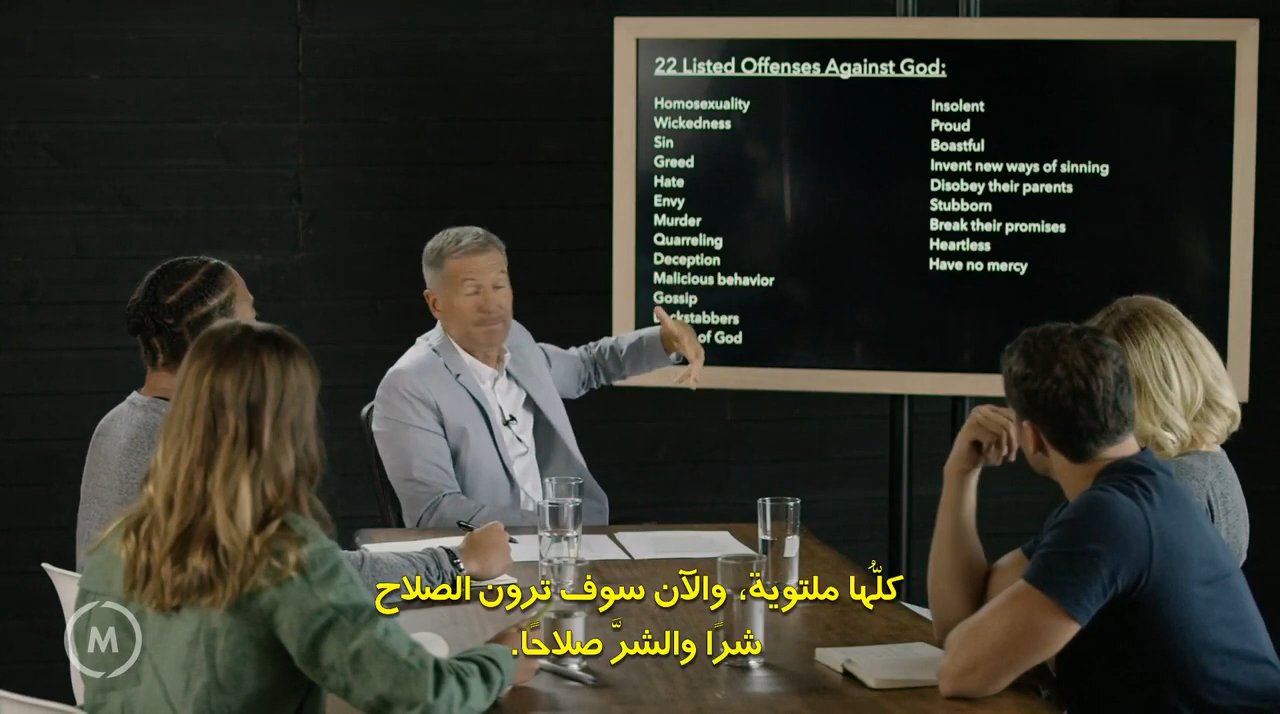 22 Listed Offenses Against God:
Homosexuality
Wickedness
Sin
Greed
Hate
Envy
Murder
Quarreling
Deception
Malicious behavior
Gossip
of God
Insolent
Proud
Boastful
Invent new ways of sinning
Disobey their parents
Stubborn
Break their promises
Heartless
Have no mercy
كلّها ملتوية، والآن سوف ترون الصلاح
شرًا والشرَّ صلاحًا.
M